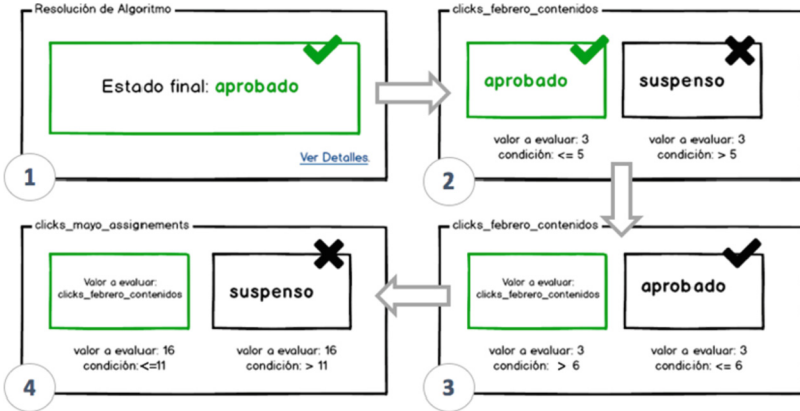 Resolución de Algoritmo
Estado final: aprobado
Ver Detalles.
1
clicks_febrero_contenidos
aprobado
suspenso
valor a evaluar: 3
condición: <= 5
valor a evaluar: 3
condición: > 5
2
clicks_febrero_contenidos
Valor a evaluar:
clicks_febrero_contenidos
aprobado
valor a evaluar: 3
condición: > 6
valor a evaluar: 3
condición: <= 6
3
clicks_mayo_assignements
Valor a evaluar:
clicks_febrero_contenidos
suspenso
valor a evaluar: 16
condición:<=11
valor a evaluar: 16
condición: > 11
4